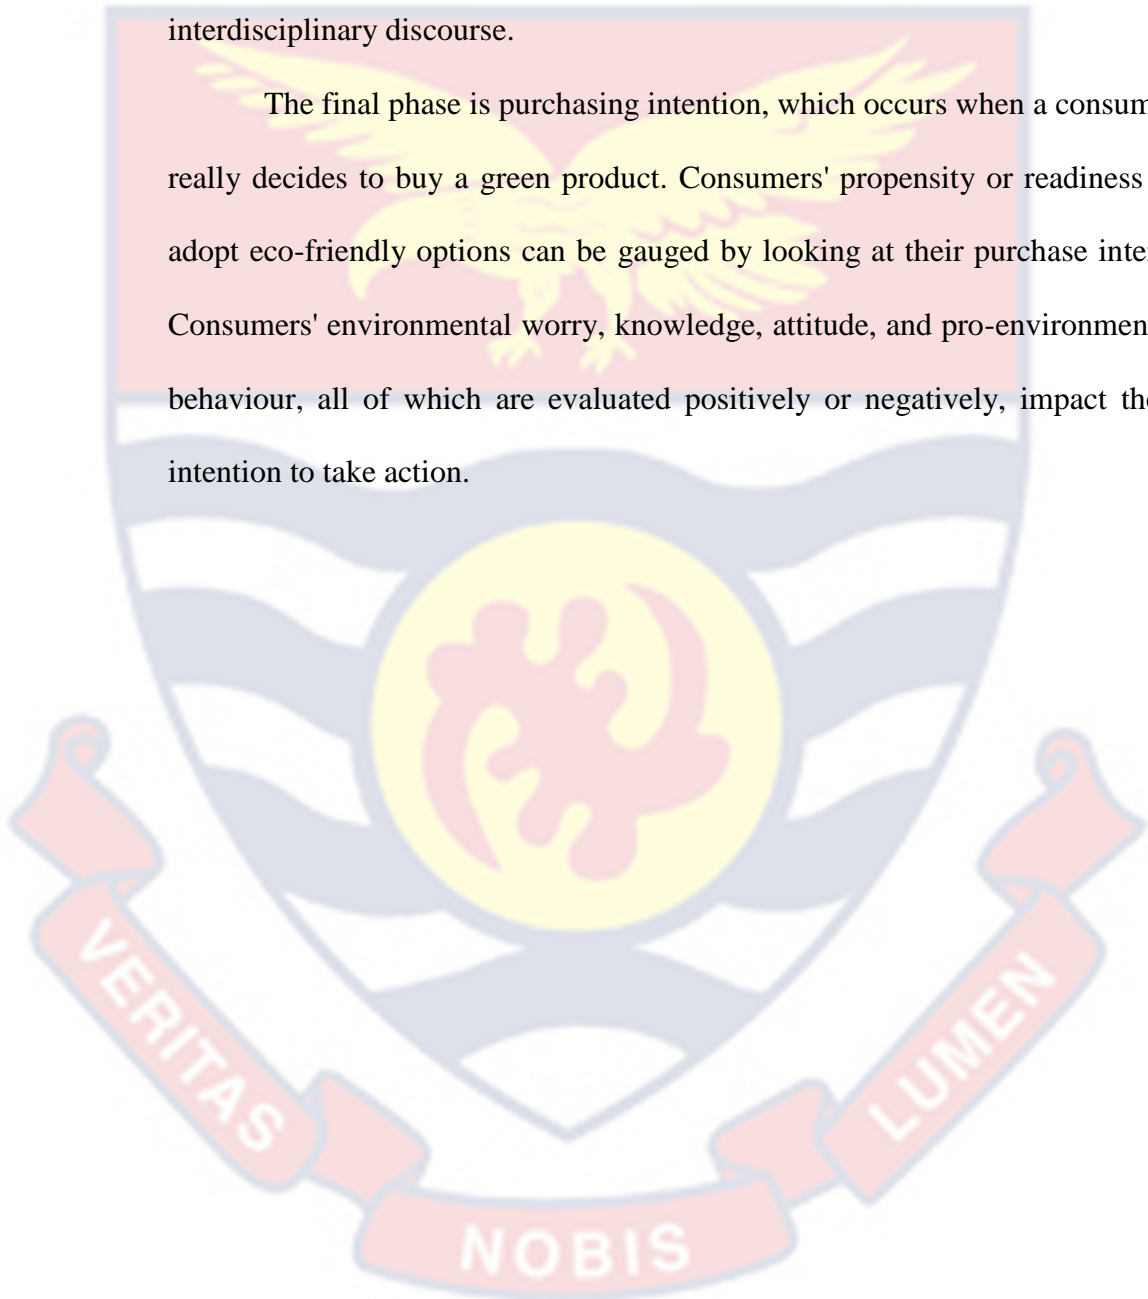 interdisciplinary discourse.
The final phase is purchasing intention, which occurs when a consum
really decides to buy a green product. Consumers' propensity or readiness
adopt eco-friendly options can be gauged by looking at their purchase inte
Consumers' environmental worry, knowledge, attitude, and pro-environmen
behaviour, all of which are evaluated positively or negatively, impact the
intention to take action.
VERITAS
NOBIS
LUMEN